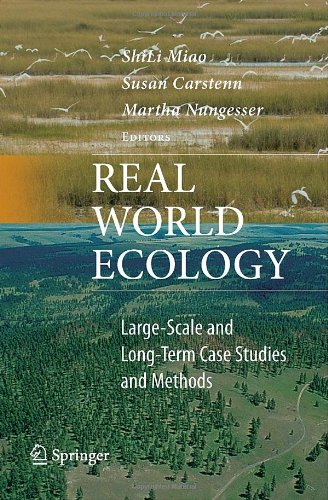 ShiLi Miao
Susan Carstenn
Martha Nungesser
EDITORS
REAL
WORLD
ECOLOGY
Large-Scale and
Long-Term Case Studies
and Methods
Springer